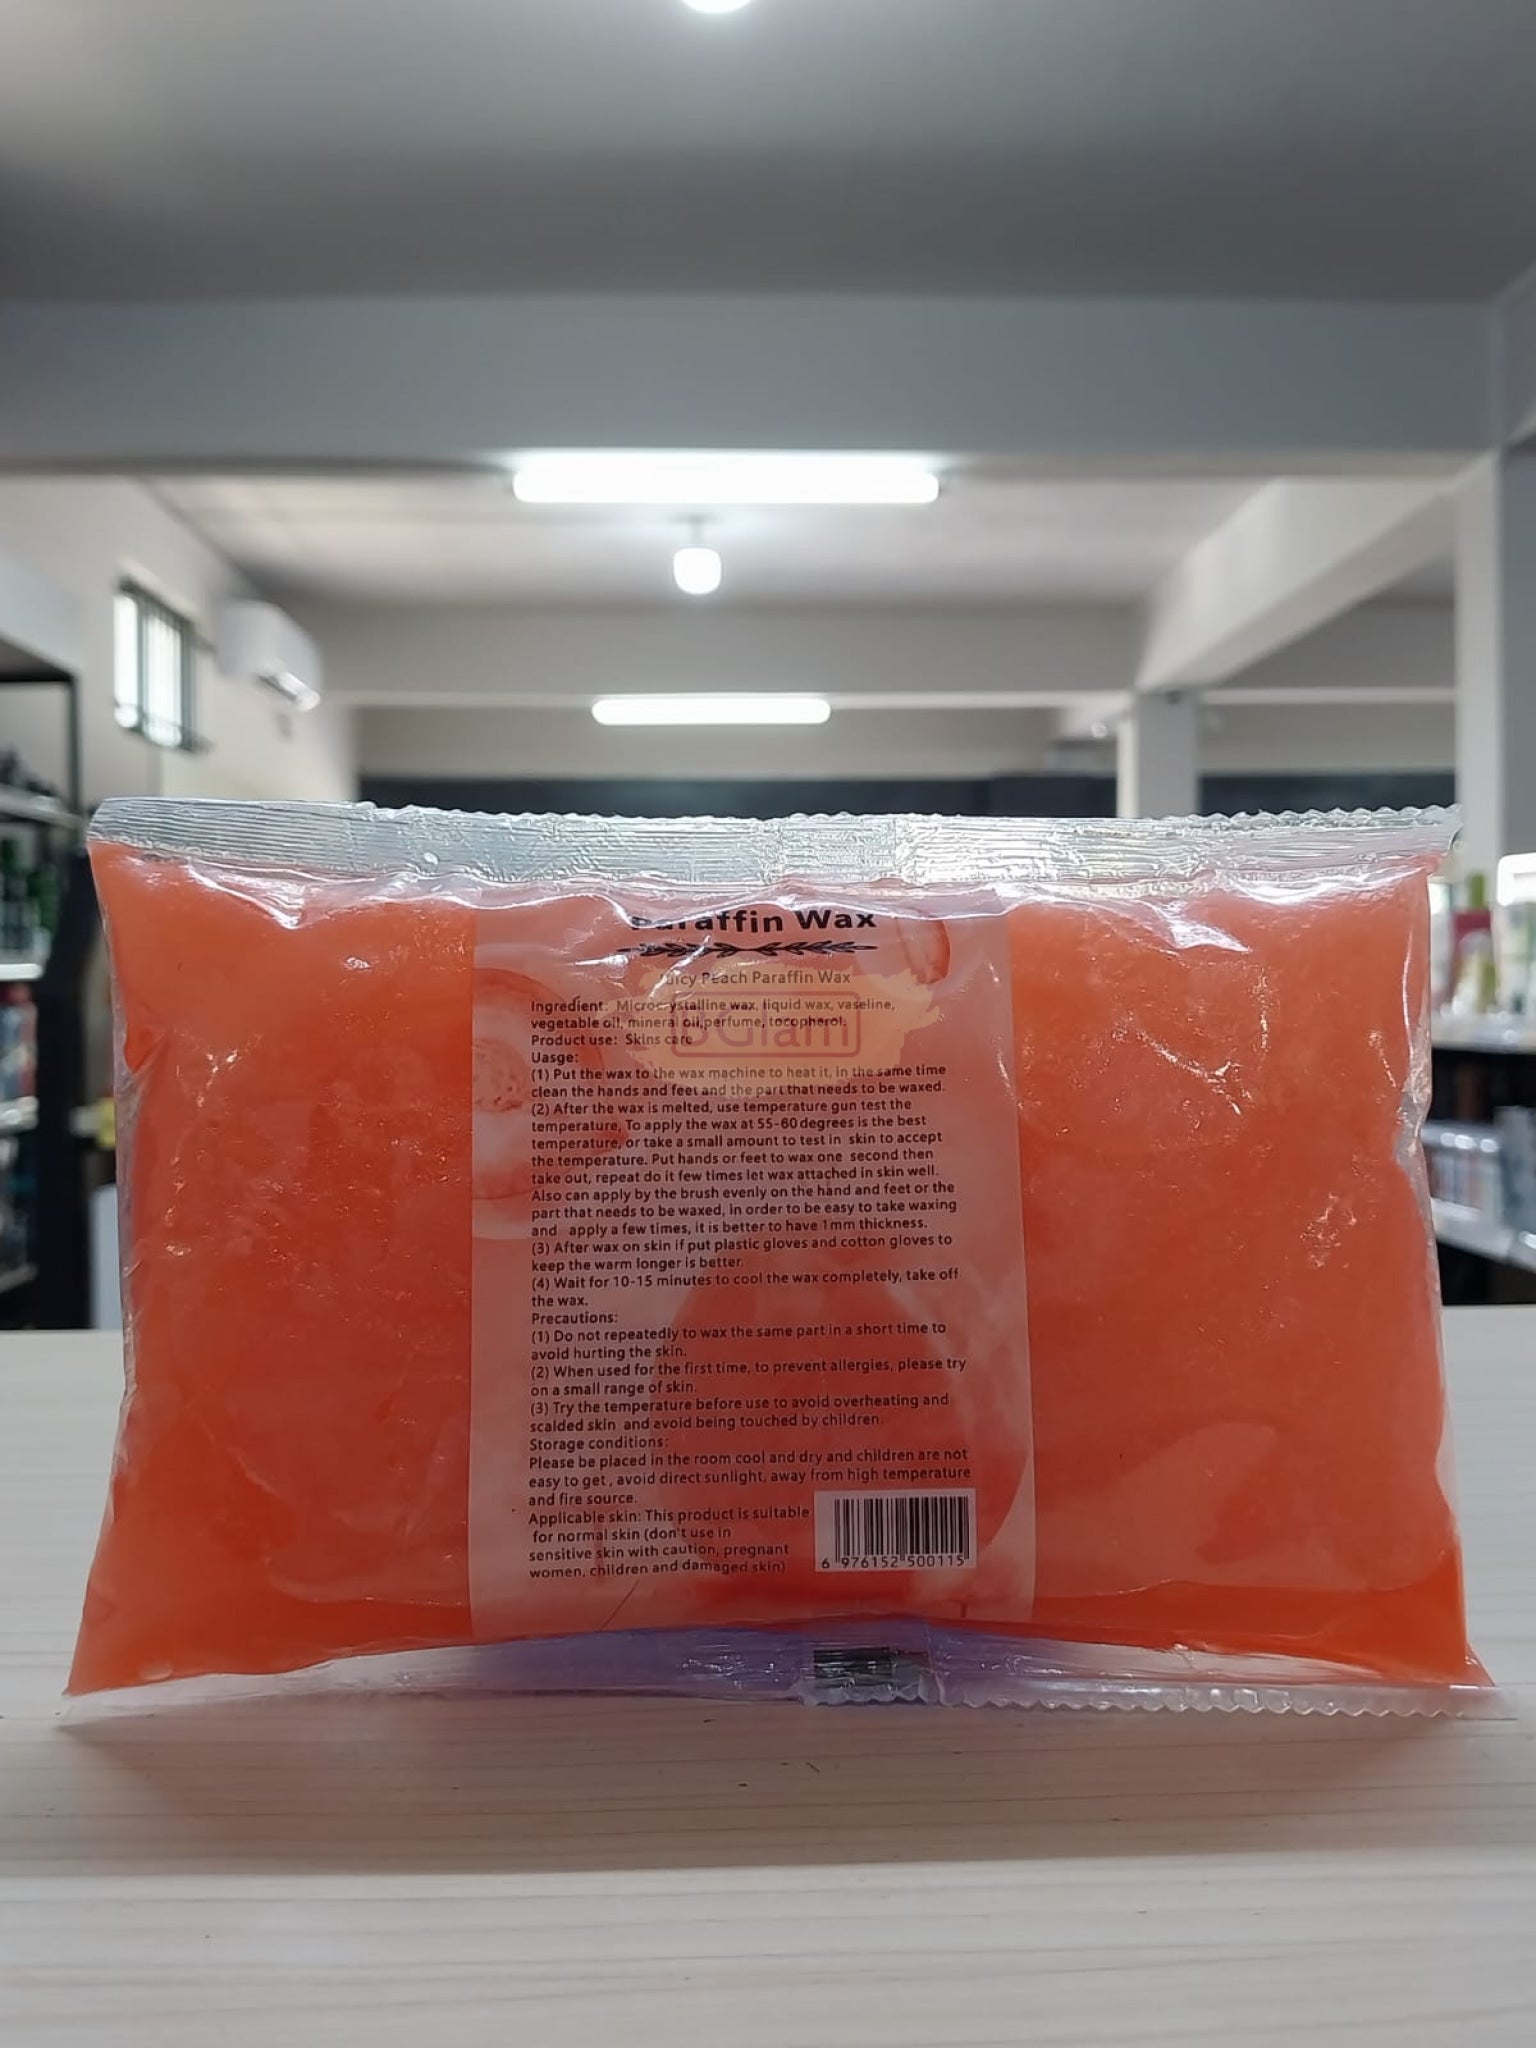 Paraffin Wax
Juicy Peach Paraffin Wax
Ingredient: Microcrystalline wax, liquid wax, vaseline,
vegetable oil, mineral oil,perfume, tocopherol.
Product use: Skins care
BGlam
Uasge:
(1) Put the wax to the wax machine to heat it, in the same time
clean the hands and feet and the part that needs to be waxed.
(2) After the wax is melted, use temperature gun test the
temperature, To apply the wax at 55-60 degrees is the best
temperature, or take a small amount to test in skin to accept
the temperature. Put hands or feet to wax one second then
take out, repeat do it few times let wax attached in skin well.
Also can apply by the brush evenly on the hand and feet or the
part that needs to be waxed, in order to be easy to take waxing
and apply a few times, it is better to have 1mm thickness.
(3) After wax on skin if put plastic gloves and cotton gloves to
keep the warm longer is better.
(4) Wait for 10-15 minutes to cool the wax completely, take off
the wax.
Precautions:
(1) Do not repeatedly to wax the same part in a short time to
avoid hurting the skin.
(2) When used for the first time, to prevent allergies, please try
on a small range of skin.
(3) Try the temperature before use to avoid overheating and
scalded skin and avoid being touched by children.
Storage conditions:
Please be placed in the room cool and dry and children are not
easy to get , avoid direct sunlight, away from high temperature
and fire source.
Applicable skin: This product is suitable
for normal skin (don't use in
sensitive skin with caution, pregnant
women, children and damaged skin)
6 976152 500115